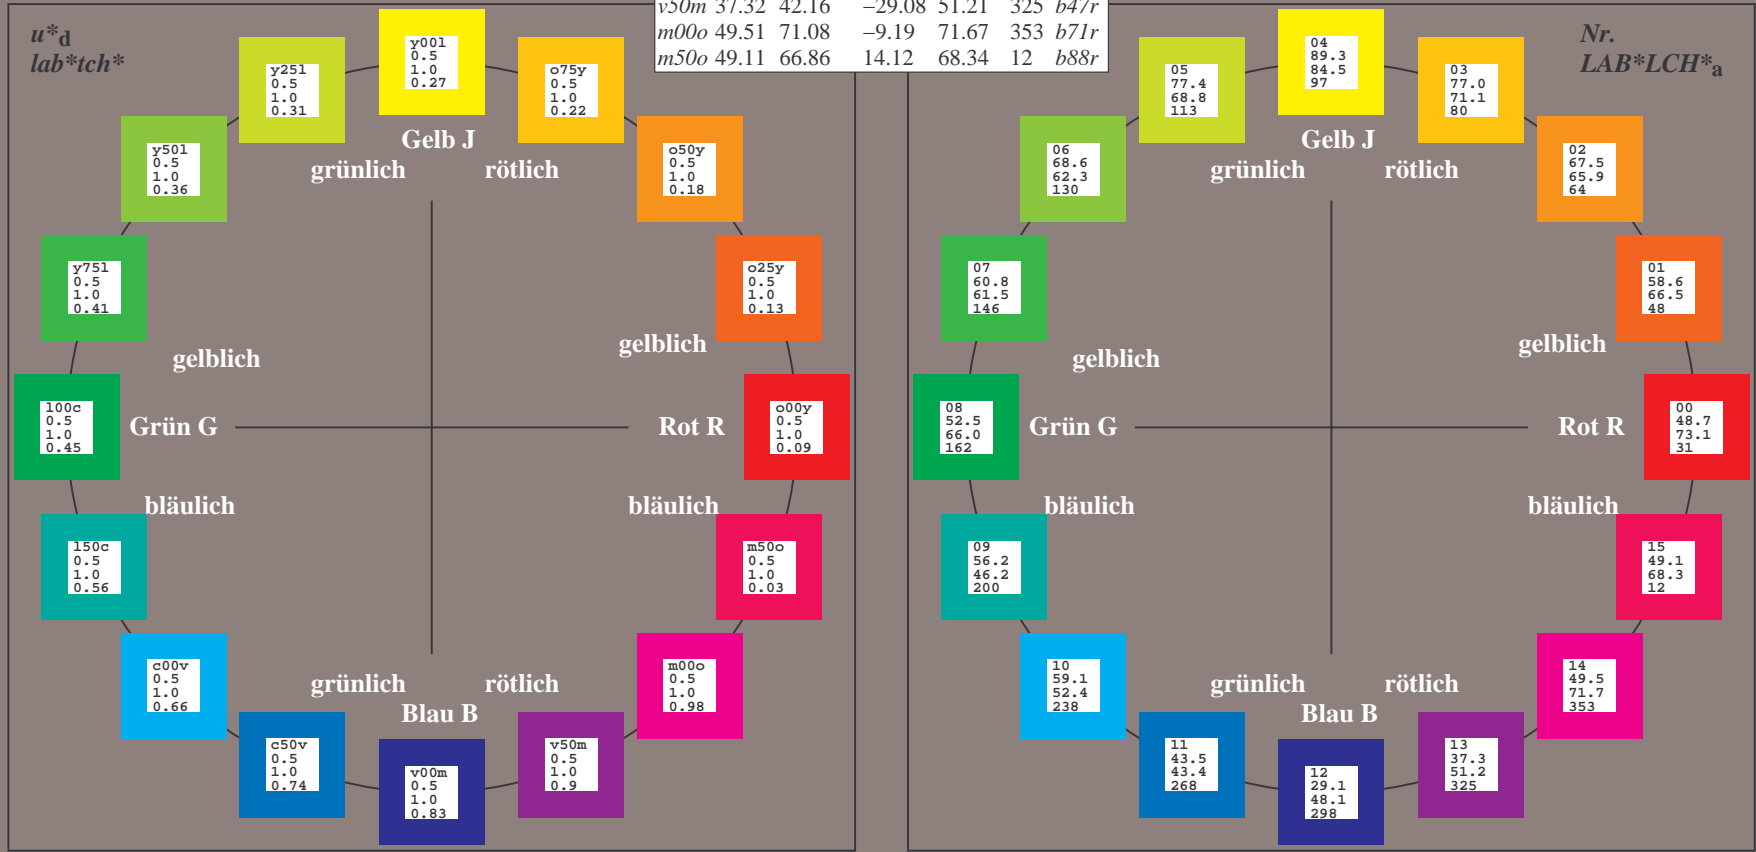 v50m 37.32 42.16 −29.08 51.21 325 b47r
m00o 49.51 71.08 −9.19 71.67 353 b71r
m50o 49.11 66.86 14.12 68.34 12 b88r
u*d
lab*tch*
y00l
0.5
1.0
0.27
y25l
0.5
1.0
0.31
o75y
0.5
1.0
0.22
y50l
0.5
1.0
0.36
o50y
0.5
1.0
0.18
Gelb J
grünlich rötlich
y75l
0.5
1.0
0.41
o25y
0.5
1.0
0.13
gelblich
gelblich
l00c
0.5
1.0
0.45
Grün G
Rot R
o00y
0.5
1.0
0.09
bläulich
bläulich
l50c
0.5
1.0
0.56
m50o
0.5
1.0
0.03
c00v
0.5
1.0
0.66
m00o
0.5
1.0
0.98
grünlich rötlich
Blau B
c50v
0.5
1.0
0.74
v00m
0.5
1.0
0.83
v50m
0.5
1.0
0.9
Nr.
LAB*LCH*a
04
89.3
84.5
97
05
77.4
68.8
113
03
77.0
71.1
80
06
68.6
62.3
130
02
67.5
65.9
64
Gelb J
grünlich rötlich
07
60.8
61.5
146
01
58.6
66.5
48
gelblich
gelblich
08
52.5
66.0
162
Grün G
Rot R
00
48.7
73.1
31
bläulich
bläulich
09
56.2
46.2
200
15
49.1
68.3
12
10
59.1
52.4
238
14
49.5
71.7
353
grünlich rötlich
Blau B
11
43.5
43.4
268
12
29.1
48.1
298
13
37.3
51.2
325